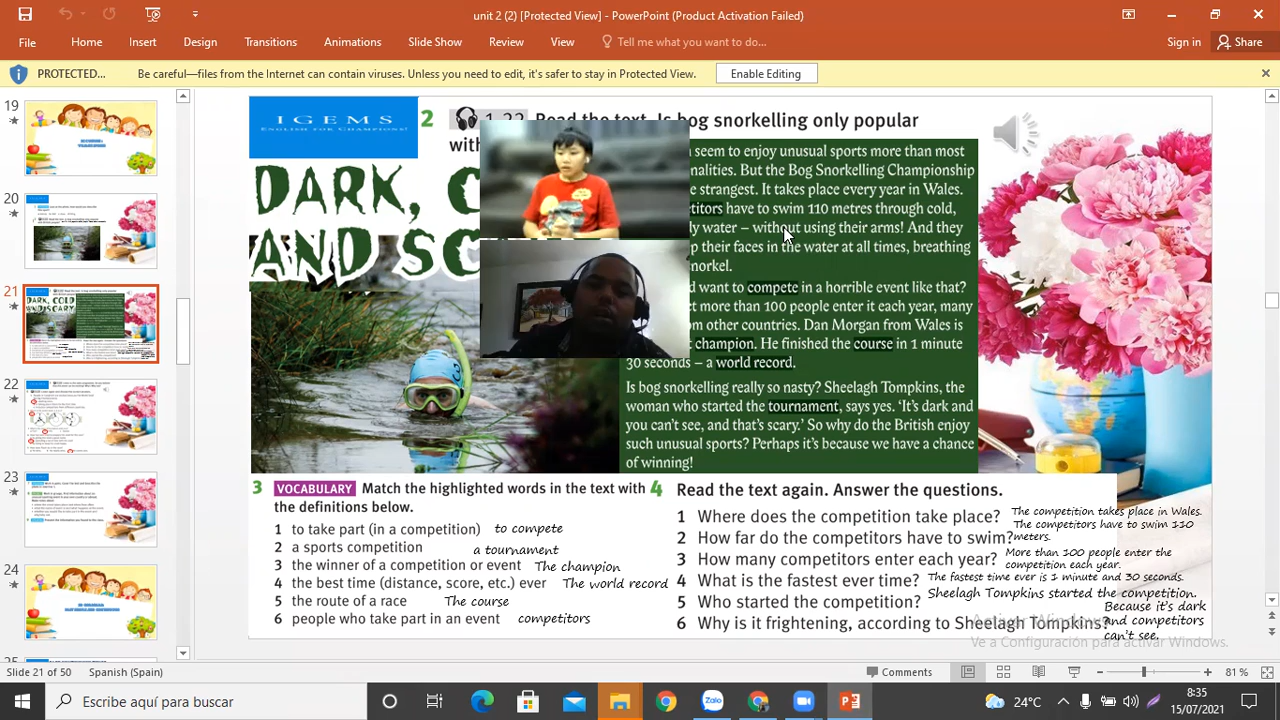 unit 2 (2) [Protected View] - PowerPoint (Product Activation Failed)
File Home Insert Design Transitions Animations Slide Show Review View Tell me what you want to do... Sign in Share
PROTECTED... Be careful—files from the Internet can contain viruses. Unless you need to edit, it's safer to stay in Protected View. Enable Editing
19
20
21
22
23
24
IGEMS
ENGLISH FOR CHAMPIONS!
2 Read the text. Is bog snorkelling only popular
with
DARK, C
AND SC
seem to enjoy unusual sports more than most
nalities. But the Bog Snorkelling Championship
e strangest. It takes place every year in Wales.
titors have to swim 110 metres through cold,
ly water – without using their arms! And they
p their faces in the water at all times, breathing
norkel.
d want to compete in a horrible event like that?
t more than 100 people enter it each year, many
om other countries. Dan Morgan from Wales is
t champion. He finished the course in 1 minute
30 seconds – a world record.
Is bog snorkelling really so nasty? Sheelagh Tompkins, the
woman who started the tournament, says yes. 'It's dark and
you can't see, and that's scary.' So why do the British enjoy
such unusual sports? Perhaps it's because we have a chance
of winning!
3 VOCABULARY Match the highlighted words in the text with
the definitions below.
1 to take part (in a competition) to compete
2 a sports competition a tournament
3 the winner of a competition or event The champion
4 the best time (distance, score, etc.) ever The world record
5 the route of a race The course
6 people who take part in an event competitors
4 Read the text again. Answer the questions.
1 Where does the competition take place? The competition takes place in Wales.
2 How far do the competitors have to swim? The competitors have to swim 110
meters.
3 How many competitors enter each year? More than 100 people enter the
competition each year.
4 What is the fastest ever time? The fastest time ever is 1 minute and 30 seconds.
5 Who started the competition? Sheelagh Tompkins started the competition.
6 Why is it frightening, according to Sheelagh Tompkins? Because it's dark
and competitors
can't see.
Activar Windows
Ve a Configuración para activar Windows.
Slide 21 of 50 Spanish (Spain) Comments 81 %
Escribe aquí para buscar Zalo 24°C 8:35
15/07/2021